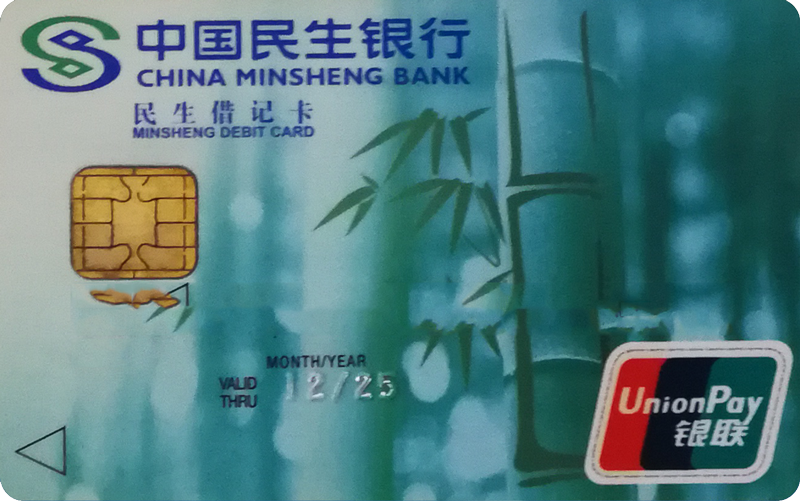 中国民生银行
CHINA MINSHENG BANK
民生借记卡
MINSHENG DEBIT CARD
MONTH/YEAR
VALID THRU 12/25
UnionPay
银联